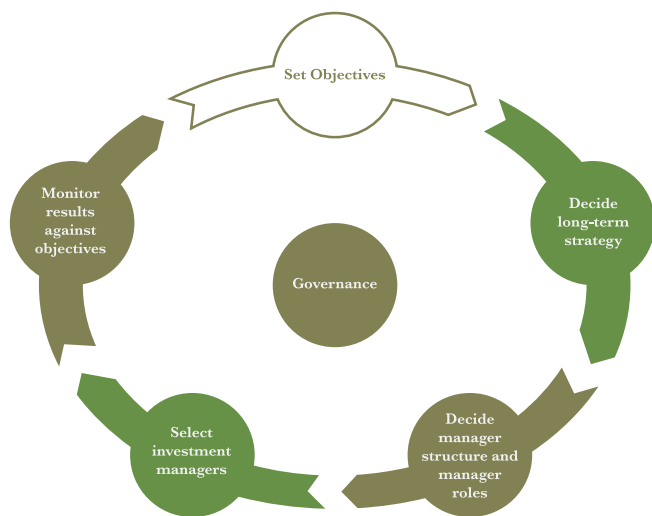 Set Objectives
Decide
long-term
strategy
Decide
manager
structure and
manager
roles
Select
investment
managers
Monitor
results
against
objectives
Governance